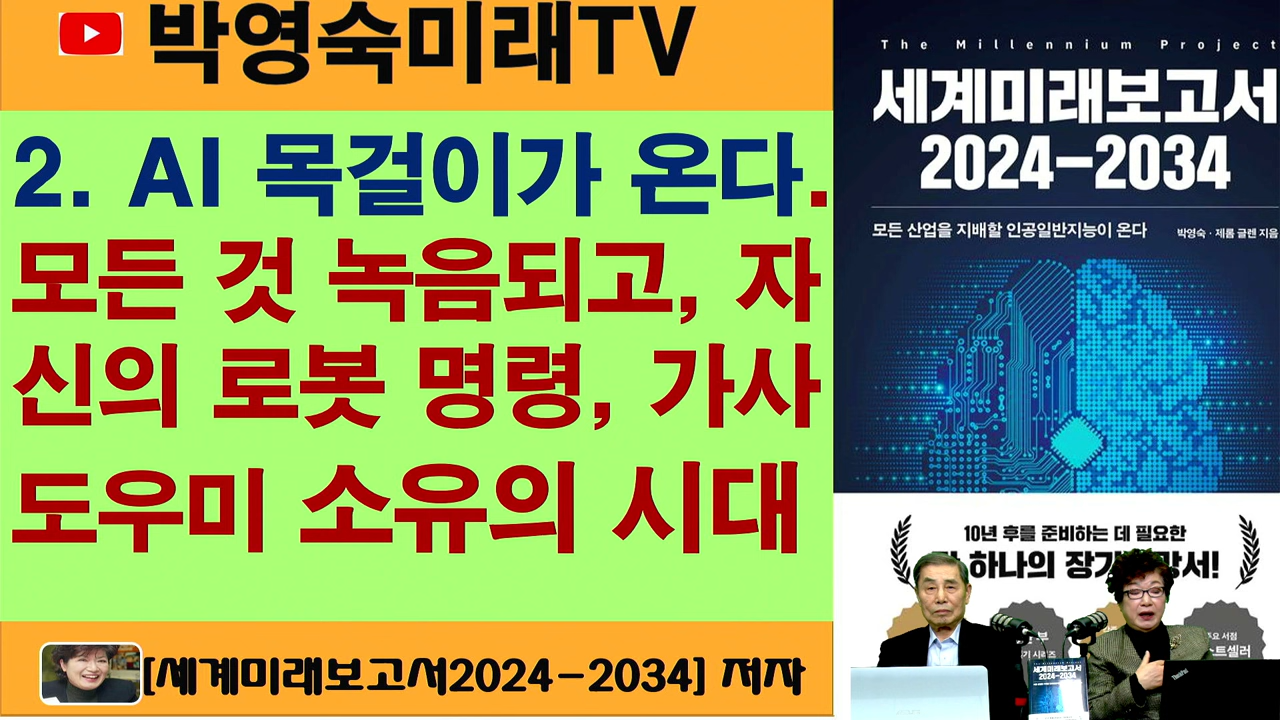 박영숙미래TV
2. AI 목걸이가 온다.
모든 것 녹음되고, 자
신의 로봇 명령, 가사
도우미 소유의 시대
[세계미래보고서2024-2034] 저자
The Millennium Project
세계미래보고서
2024-2034
모든 산업을 지배할 인공일반지능이 온다
박영숙·제롬 글렌 지음
10년 후를 준비하는 데 필요한
하나의
세계미래보고서
2024-2034
ThinkPad